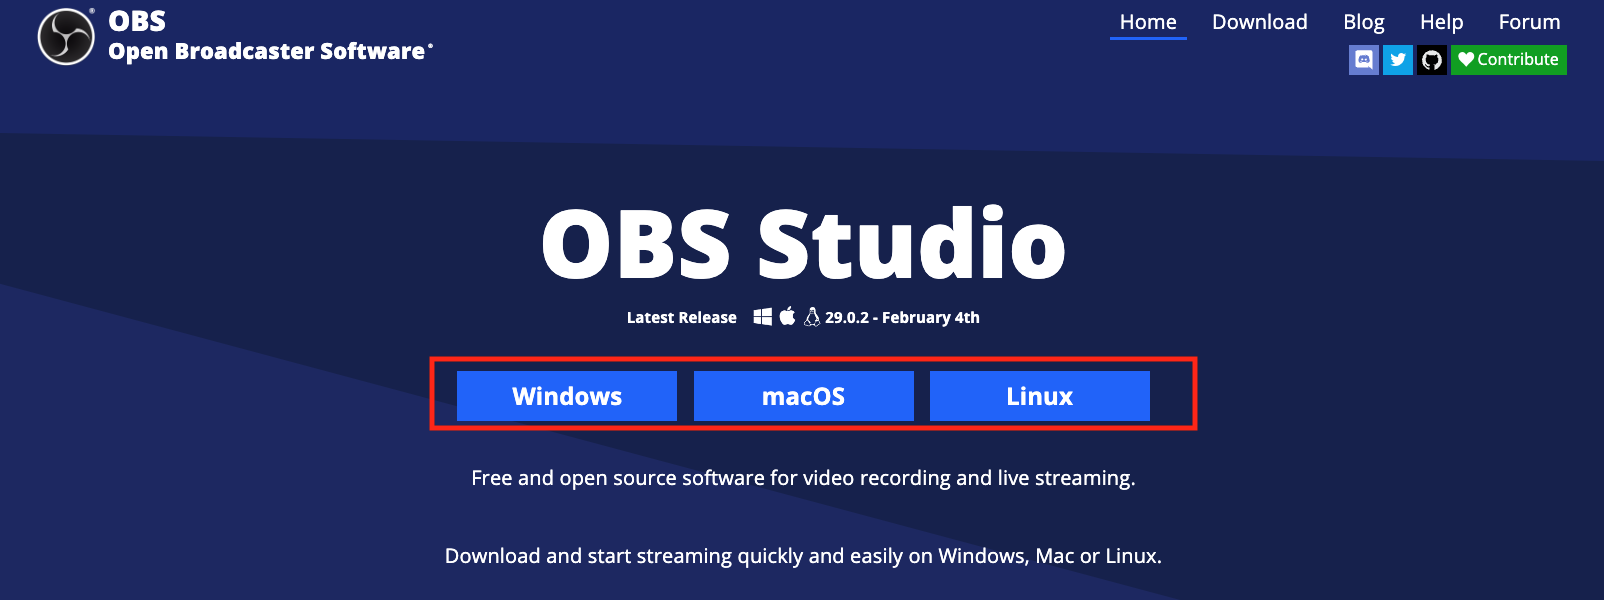 OBS
Open Broadcaster Software®
Home Download Blog Help Forum
Contribute
OBS Studio
Latest Release 29.0.2 - February 4th
Windows macOS Linux
Free and open source software for video recording and live streaming.
Download and start streaming quickly and easily on Windows, Mac or Linux.